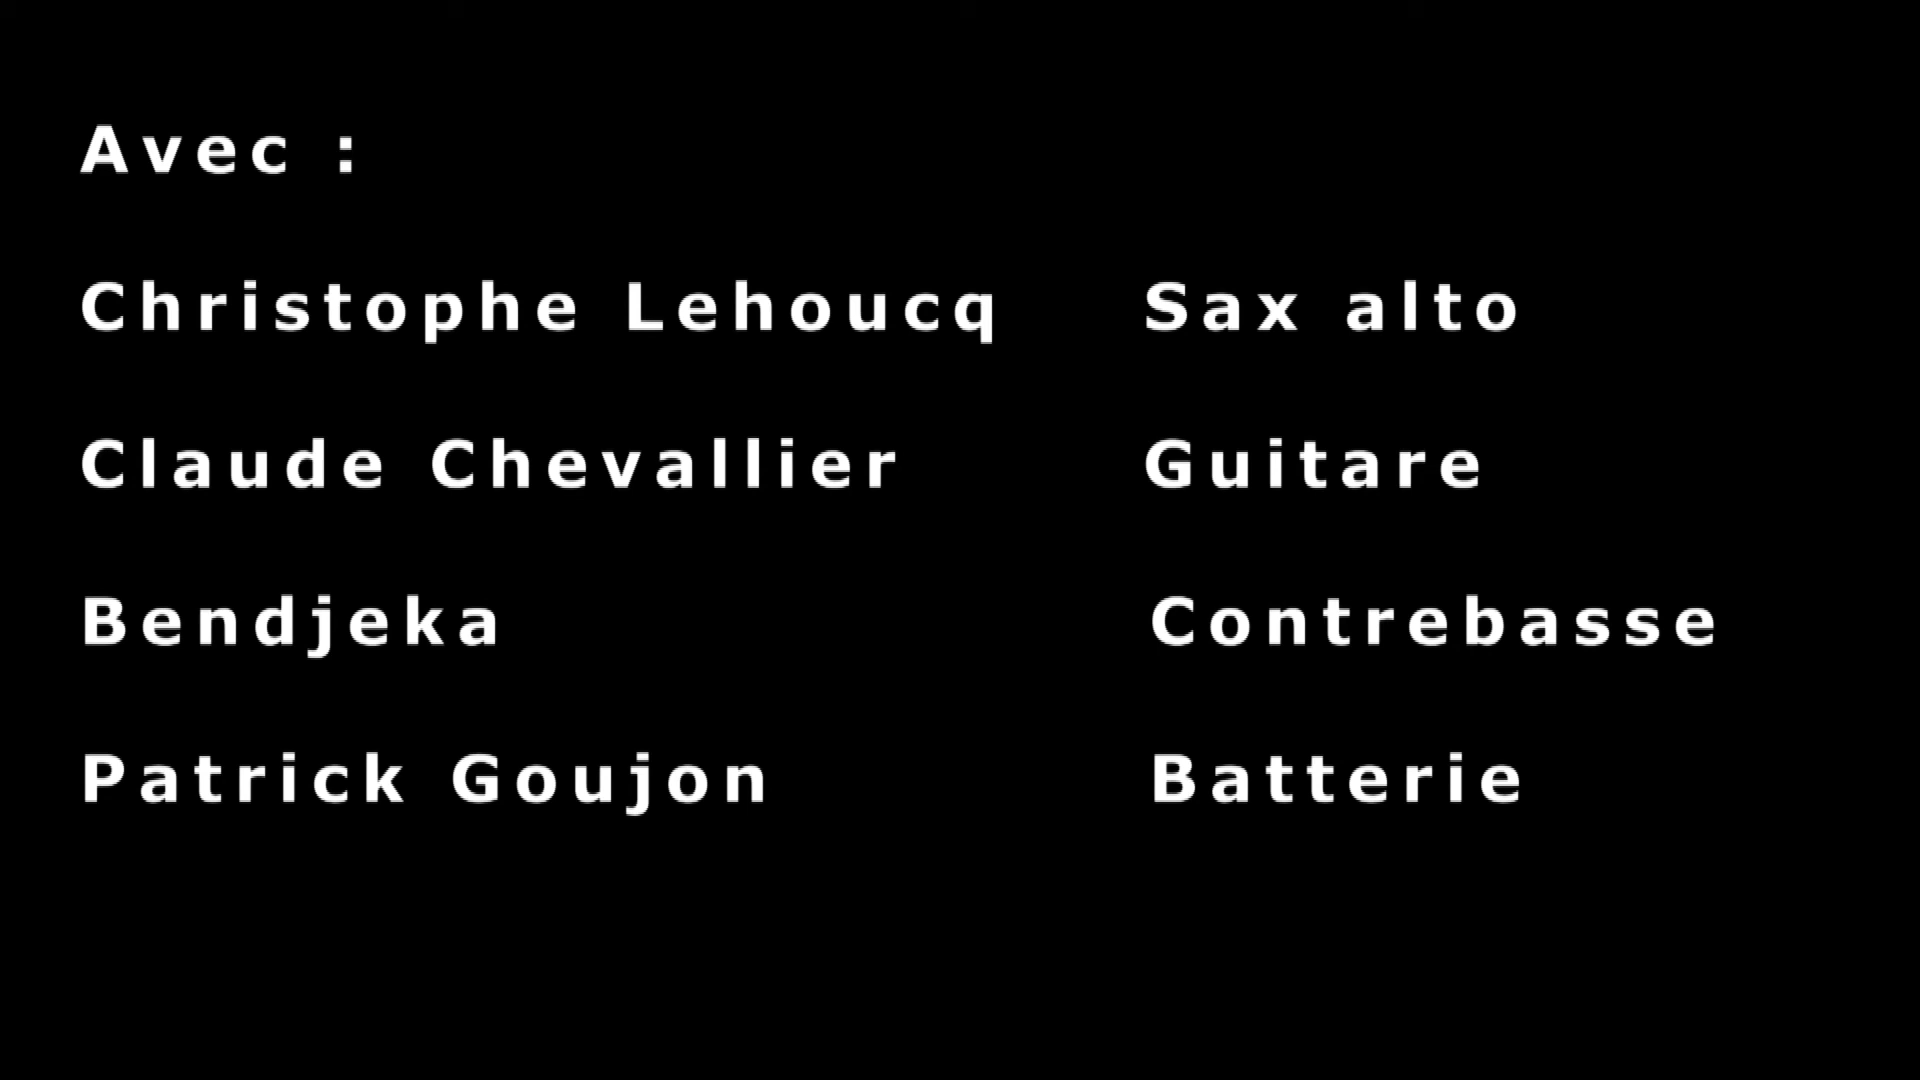 Avec :
Christophe Lehoucq Sax alto
Claude Chevallier Guitare
Bendjeka Contrebasse
Patrick Goujon Batterie